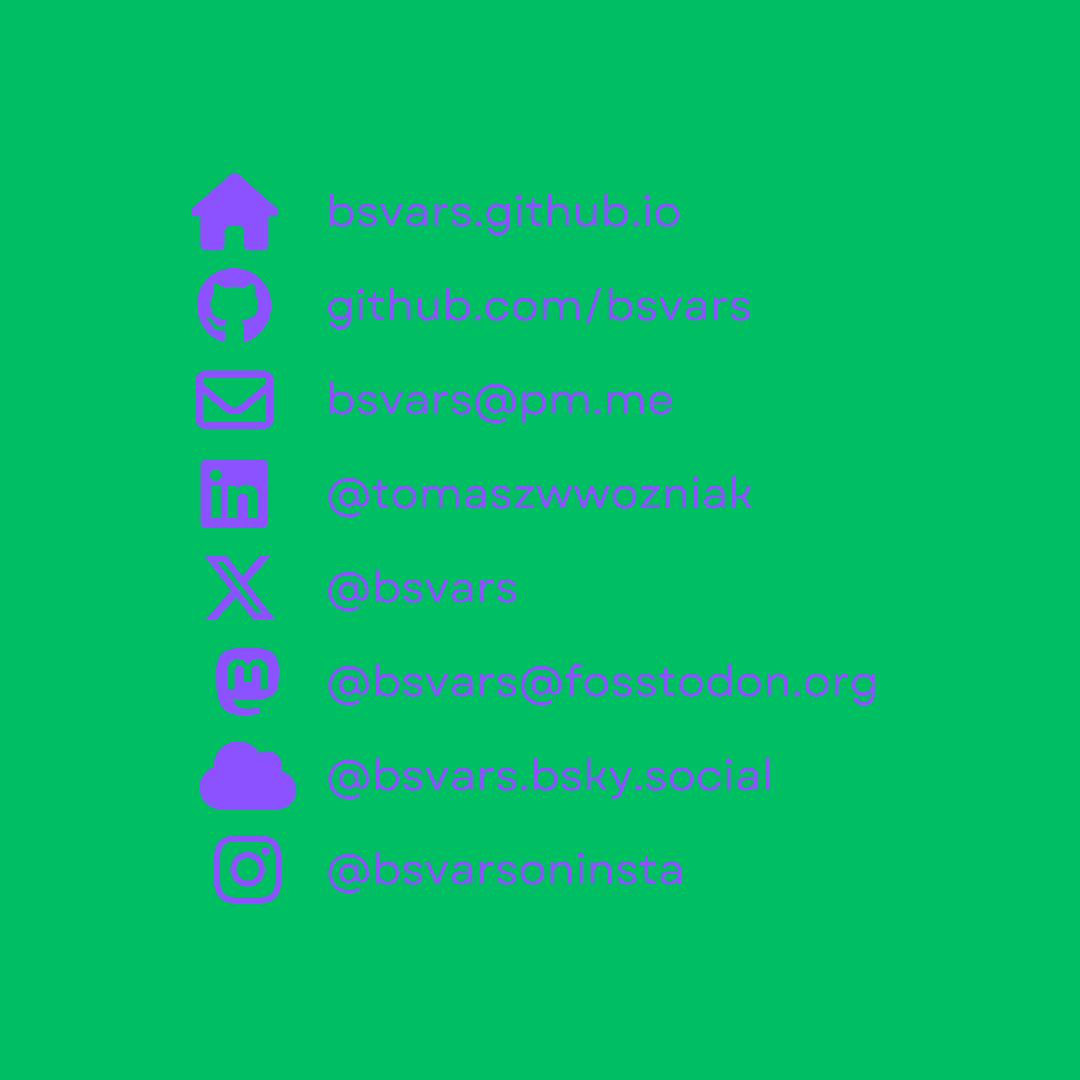 bsvars.github.io
github.com/bsvars
bsvars@pm.me
@tomaszwwozniak
@bsvars
@bsvars@fosstodon.org
@bsvars.bsky.social
@bsvarsoninsta